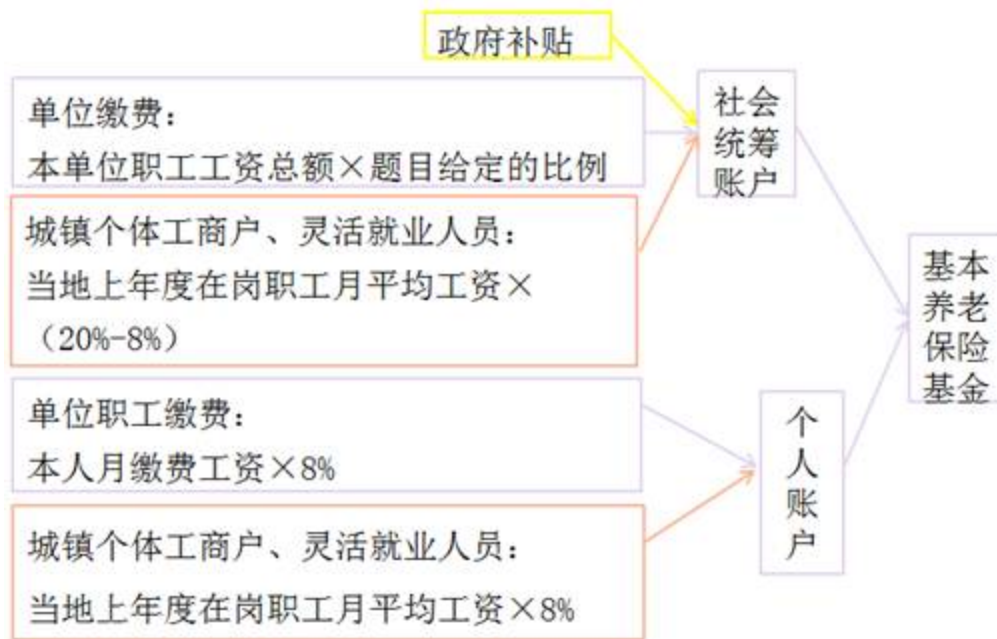 政府补贴
单位缴费：
本单位职工工资总额×题目给定的比例
城镇个体工商户、灵活就业人员：
当地上年度在岗职工月平均工资×
（20%-8%）
单位职工缴费：
本人月缴费工资×8%
城镇个体工商户、灵活就业人员：
当地上年度在岗职工月平均工资×8%
社会
统筹
账户
个
人
账
户
基本
养老
保险
基金